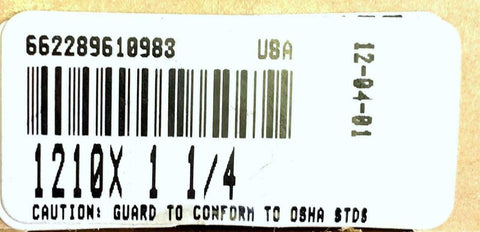 662289610983 USA
12-04-01
1210X 1 1/4
CAUTION: GUARD TO CONFORM TO OSHA STDS